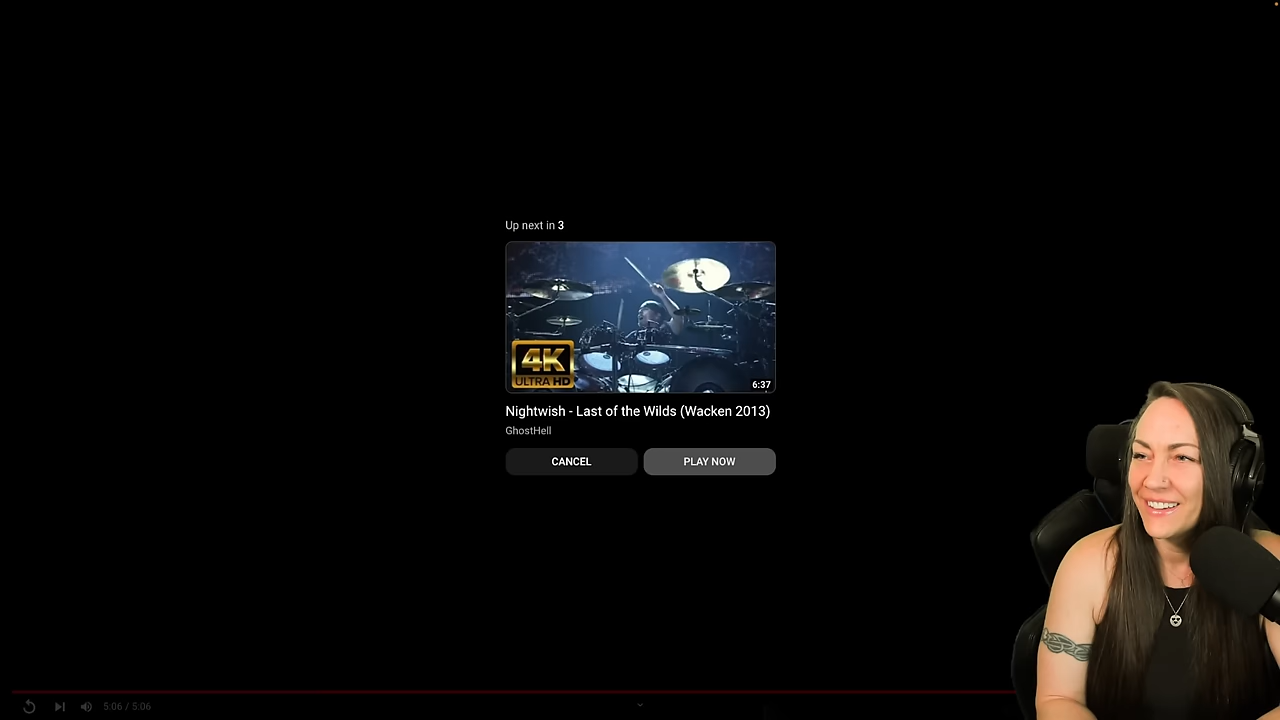 Up next in 3
4K
ULTRA HD
6:37
Nightwish - Last of the Wilds (Wacken 2013)
GhostHell
CANCEL
PLAY NOW
5:06 / 5:06